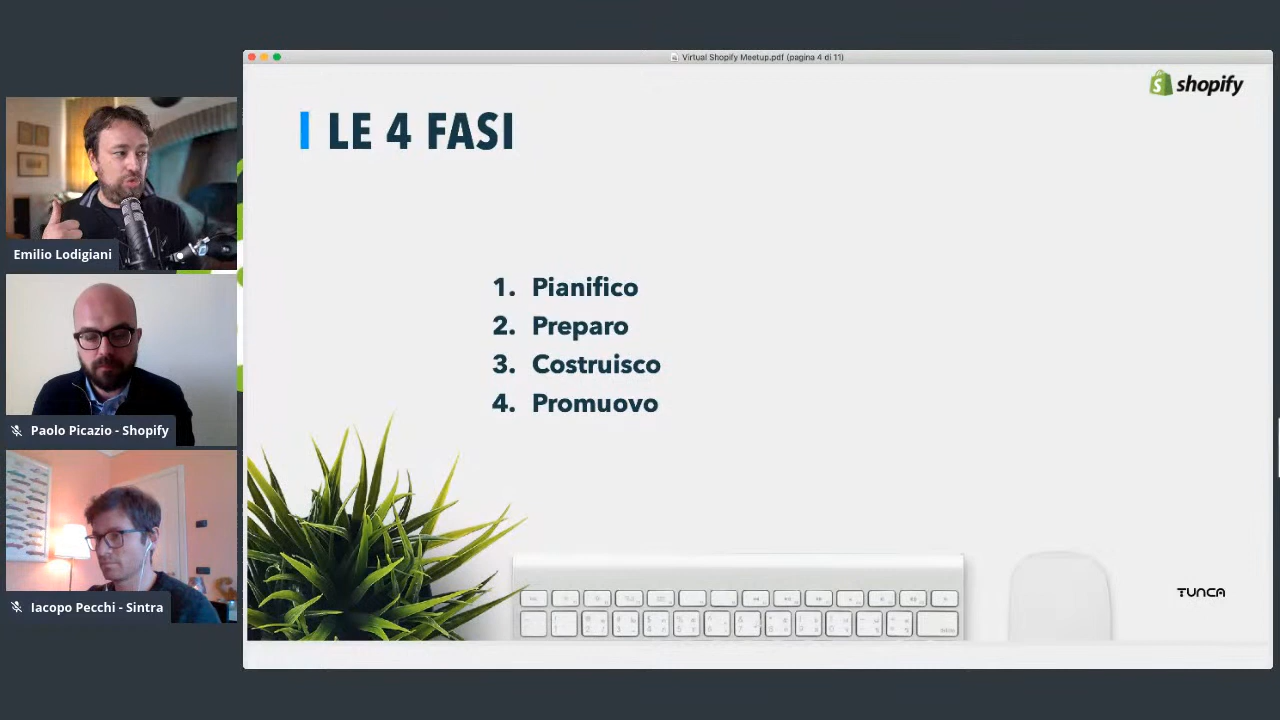 Virtual Shopify Meetup.pdf (pagina 4 di 11)
shopify
LE 4 FASI
1. Pianifico
2. Preparo
3. Costruisco
4. Promuovo
TUNCA
Emilio Lodigiani
Paolo Picazio - Shopify
Iacopo Pecchi - Sintra